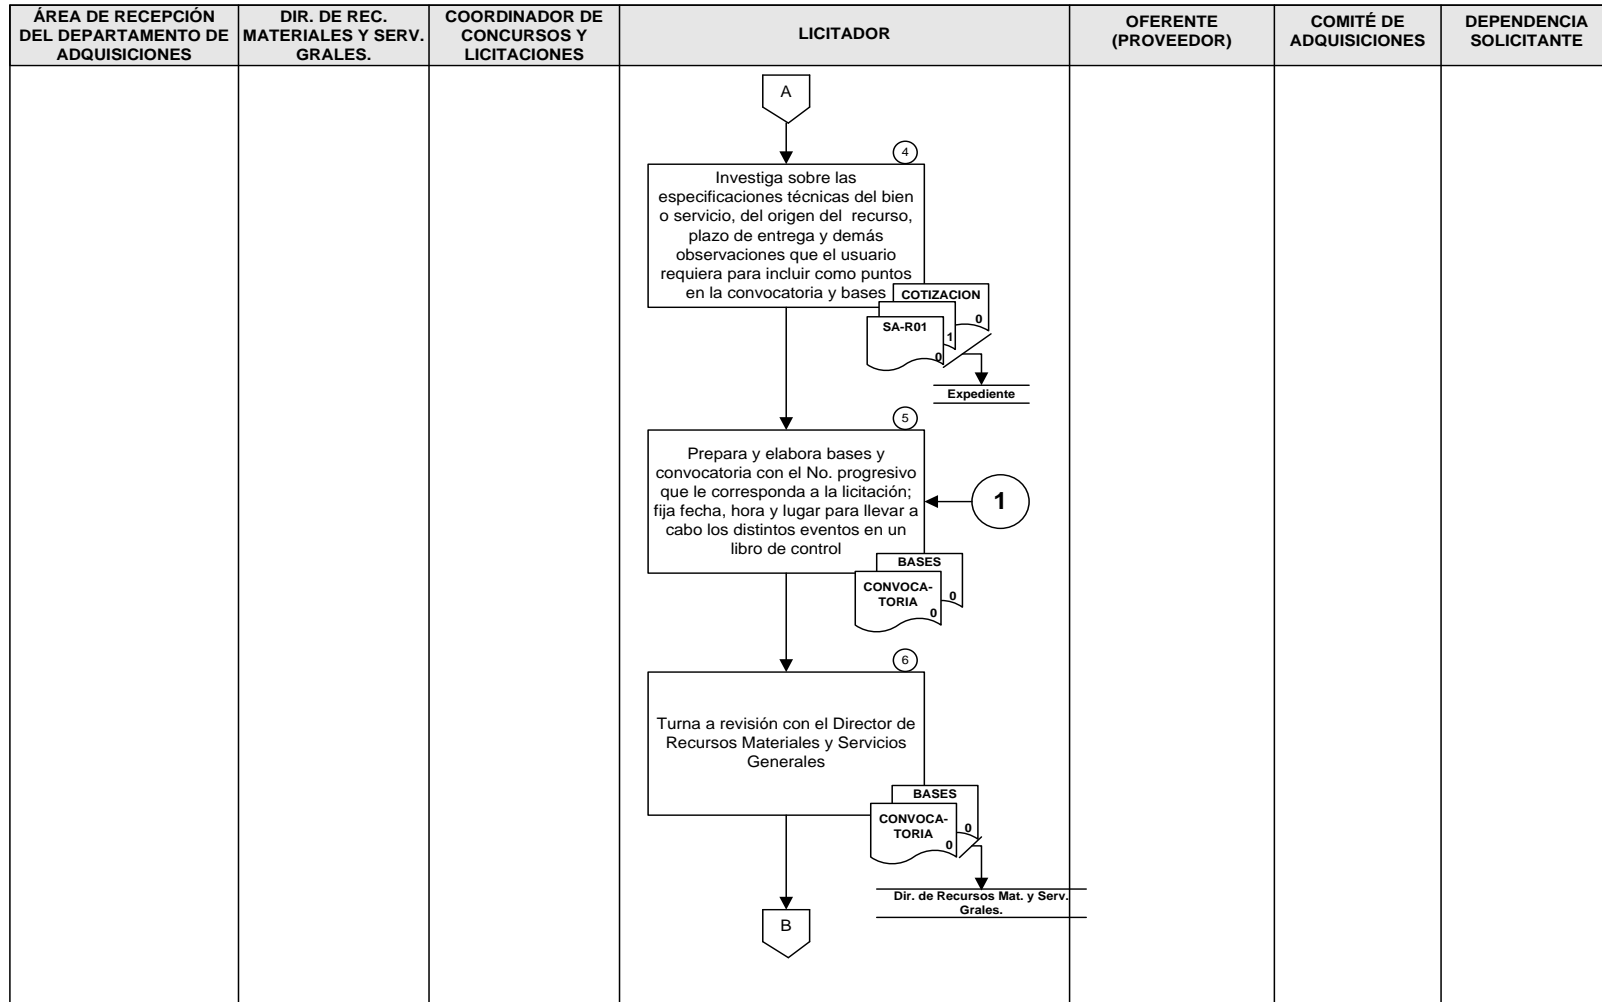 ÁREA DE RECEPCIÓN
DEL DEPARTAMENTO DE
ADQUISICIONES
DIR. DE REC.
MATERIALES Y SERV.
GRALES.
COORDINADOR DE
CONCURSOS Y
LICITACIONES
LICITADOR
OFERENTE
(PROVEEDOR)
COMITÉ DE
ADQUISICIONES
DEPENDENCIA
SOLICITANTE
A
4
Investiga sobre las
especificaciones técnicas del bien
o servicio, del origen del recurso,
plazo de entrega y demás
observaciones que el usuario
requiera para incluir como puntos
en la convocatoria y bases
COTIZACION
0
1
SA-R01
0
Expediente
5
Prepara y elabora bases y
convocatoria con el No. progresivo
que le corresponda a la licitación;
fija fecha, hora y lugar para llevar a
cabo los distintos eventos en un
libro de control
1
BASES
0
CONVOCA-
TORIA
0
6
Turna a revisión con el Director de
Recursos Materiales y Servicios
Generales
BASES
0
CONVOCA-
TORIA
0
Dir. de Recursos Mat. y Serv.
Grales.
B